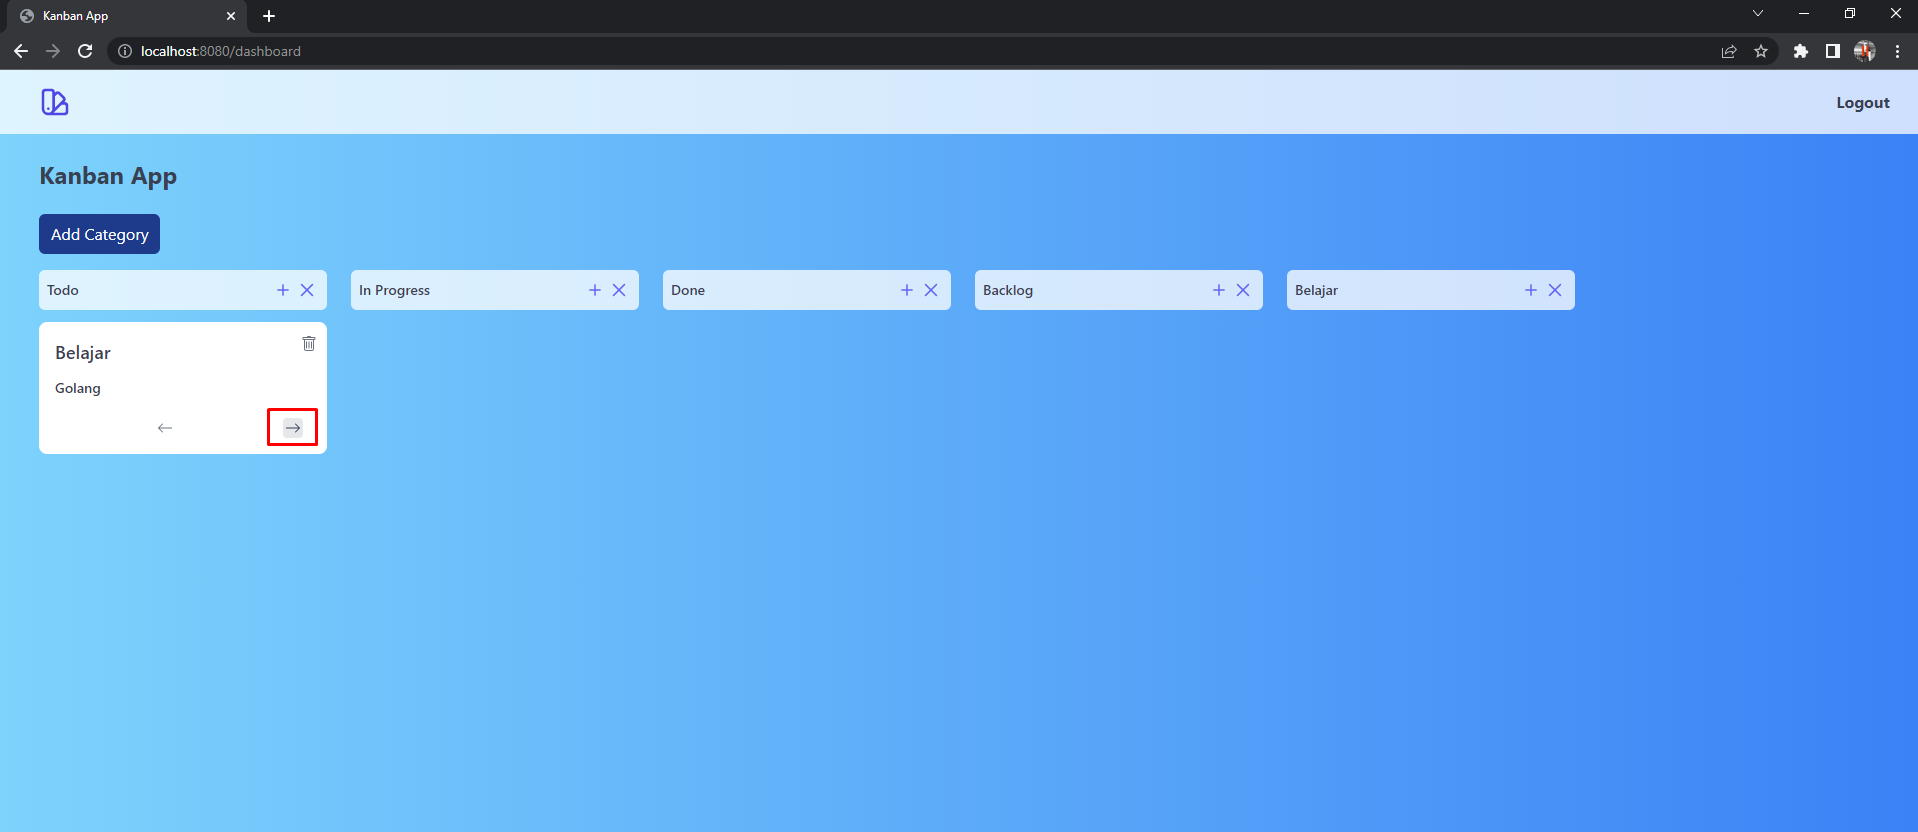 Kanban App
localhost:8080/dashboard
Logout
Kanban App
Add Category
Todo
In Progress
Done
Backlog
Belajar
Belajar
Golang